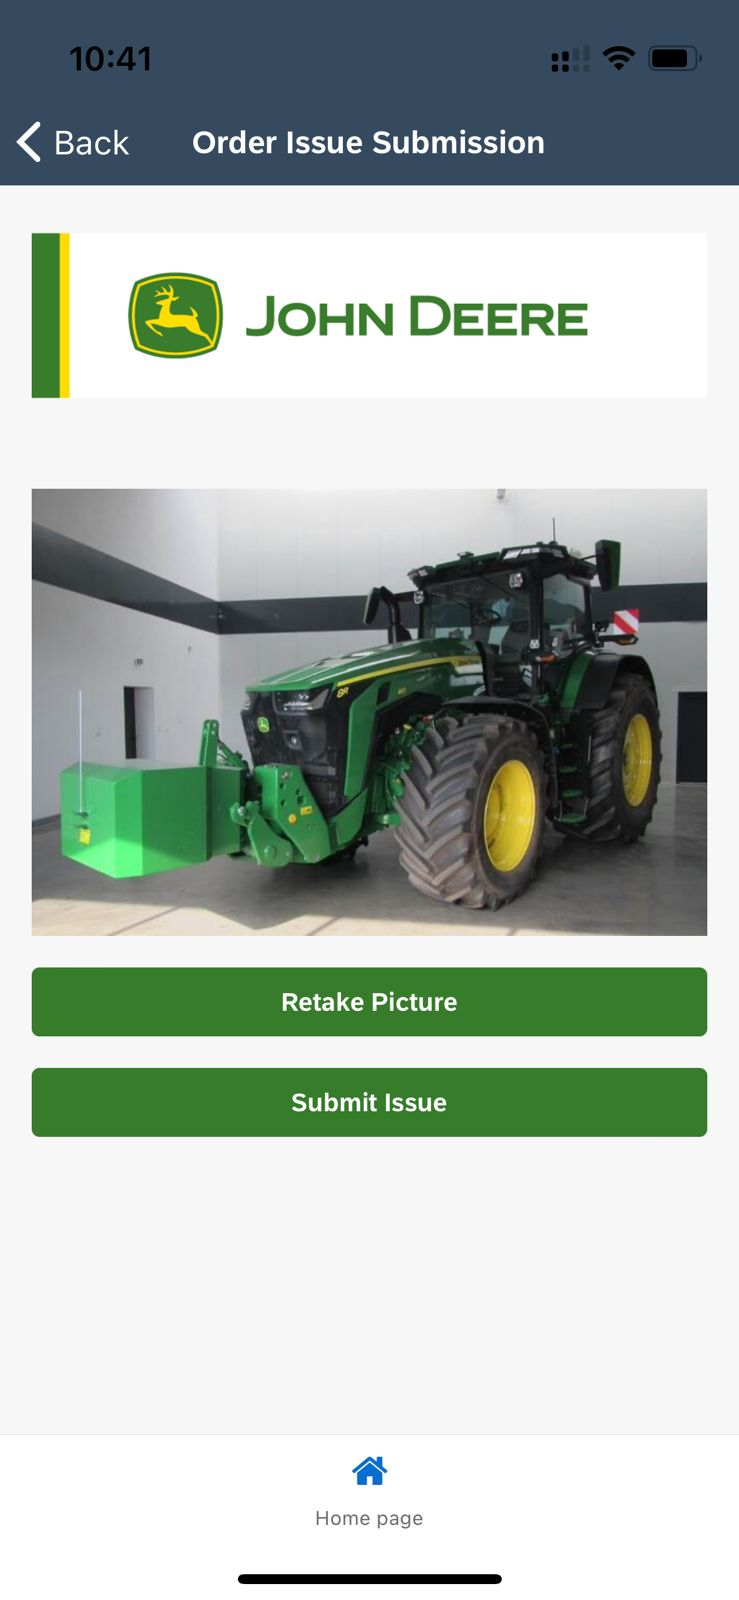 10:41
Back
Order Issue Submission
JOHN DEERE
8R
Retake Picture
Submit Issue
Home page